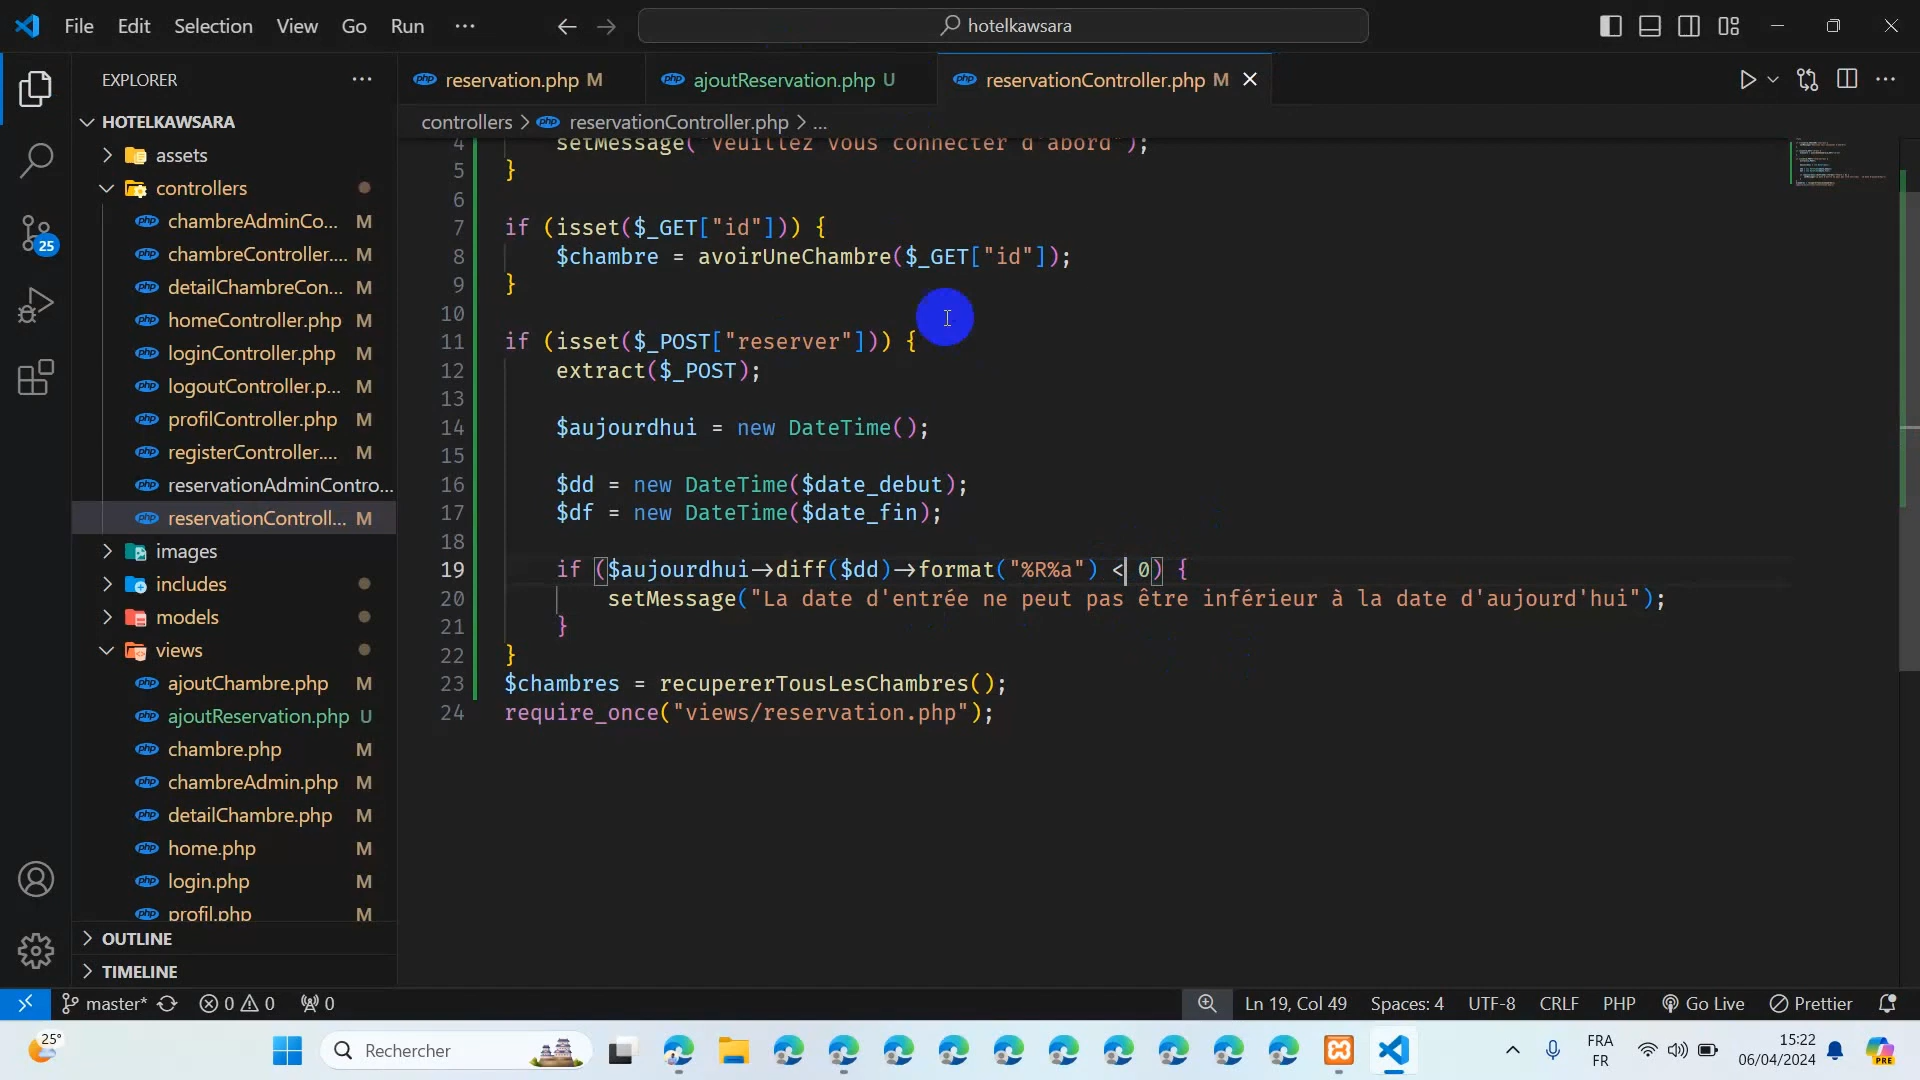 File Edit Selection View Go Run ··· hotelkawsara
EXPLORER ···
reservation.php M
ajoutReservation.php U
reservationController.php M
controllers > reservationController.php > ...
HOTELKAWSARA
assets
controllers
chambreAdminCo... M
chambreController.... M
detailChambreCon... M
homeController.php M
loginController.php M
logoutController.p... M
profilController.php M
registerController.... M
reservationAdminContro...
reservationControll... M
images
includes
models
views
ajoutChambre.php M
ajoutReservation.php U
chambre.php M
chambreAdmin.php M
detailChambre.php M
home.php M
login.php M
profil.php M
OUTLINE
TIMELINE
4 setMessage("Veuillez vous connecter d'abord");
5 }
6
7 if (isset($_GET["id"])) {
8 $chambre = avoirUneChambre($_GET["id"]);
9 }
10
11 if (isset($_POST["reserver"])) {
12 extract($_POST);
13
14 $aujourdhui = new DateTime();
15
16 $dd = new DateTime($date_debut);
17 $df = new DateTime($date_fin);
18
19 if ($aujourdhui->diff($dd)->format("%R%a") < 0) {
20 setMessage("La date d'entrée ne peut pas être inférieur à la date d'aujourd'hui");
21 }
22 }
23 $chambres = recupererTousLesChambres();
24 require_once("views/reservation.php");
25
master* 0 0 0 Ln 19, Col 49 Spaces: 4 UTF-8 CRLF PHP Go Live Prettier
25° Rechercher FRA FR 15:22 06/04/2024 PRE